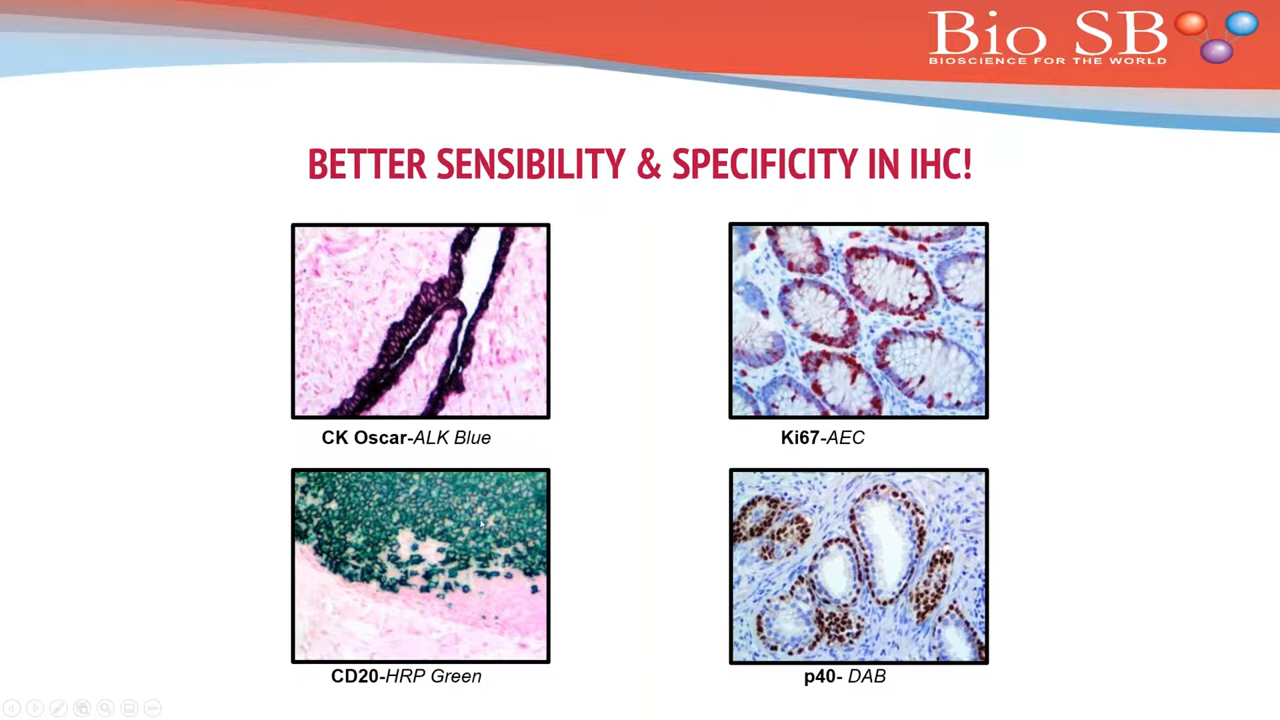 Bio SB
BIOSCIENCE FOR THE WORLD
BETTER SENSIBILITY & SPECIFICITY IN IHC!
CK Oscar-ALK Blue
Ki67-AEC
CD20-HRP Green
p40- DAB